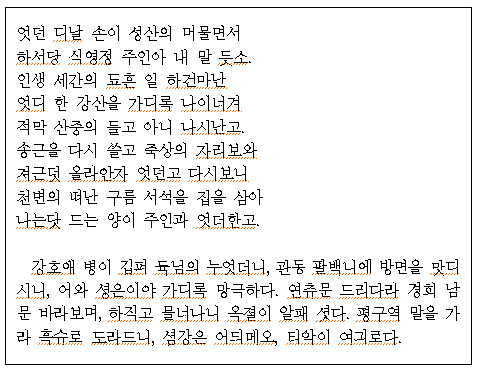 엇던 디날 손이 성산의 머물면서
하서당 식영정 주인아 내 말 듯소.
인생 세간의 됴흔 일 하건마난
엇디 한 강산을 가디록 나이너겨
적막 산중의 들고 아니 나시난고.
송근을 다시 쓸고 죽상의 자리보와
져근덧 올라안자 엇던고 다시보니
천변의 떠난 구름 서석을 집을 삼아
나는닷 드는 양이 주인과 엇더한고.
강호애 병이 깁퍼 듁님의 누엇더니, 관동 팔백니에 방면을 맛디
시니, 어와 셩은이야 가디록 망극하다. 연츄문 드리다라 경회 남
문 바라보며, 하직고 믈너나니 옥절이 알패 셧다. 평구역 말을 가
라 흑슈로 도라드니, 셤강은 어듸메오, 티악이 여긔로다.